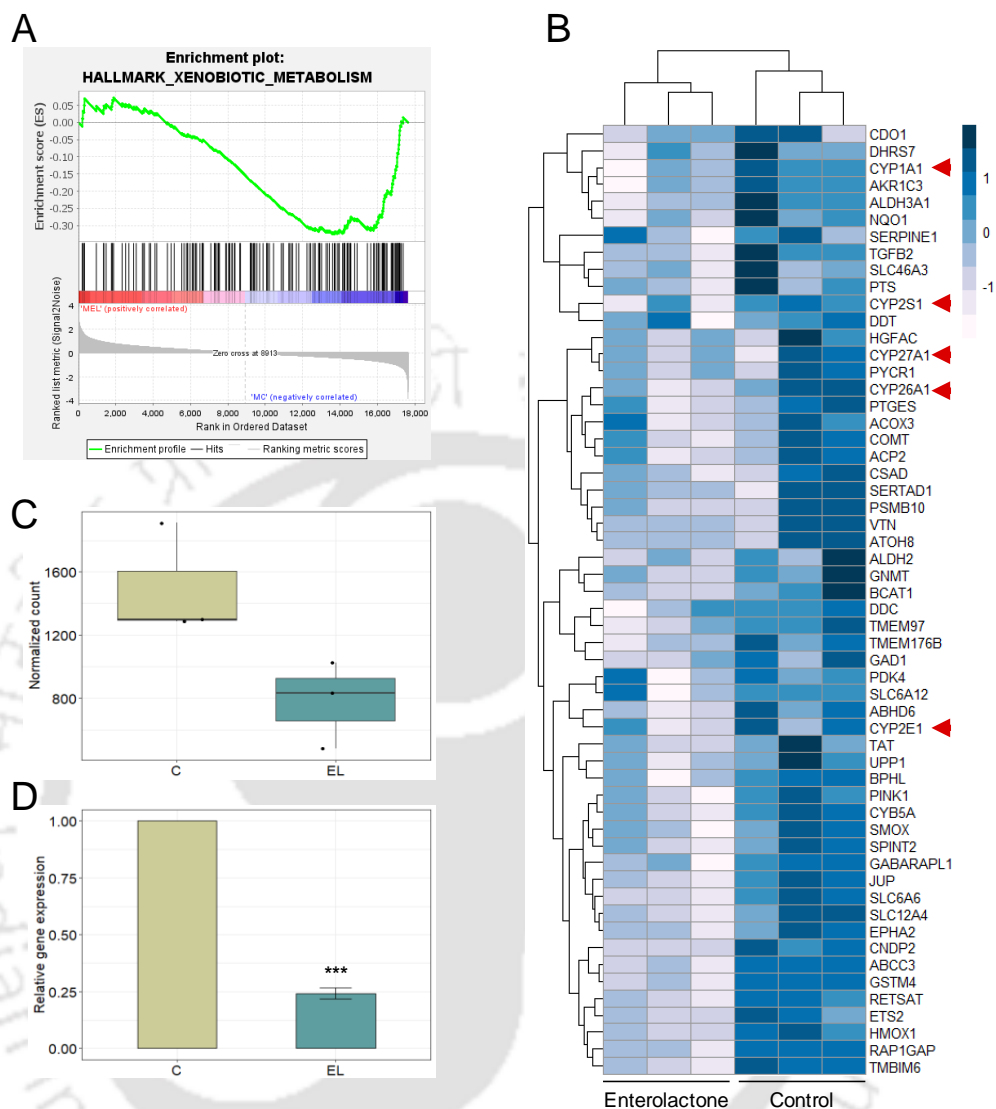 A
Enrichment plot:
HALLMARK_XENOBIOTIC_METABOLISM
Enrichment score (ES)
0.05
0.00
-0.05
-0.10
-0.15
-0.20
-0.25
-0.30
'MEL' (positively correlated)
Ranked list metric (Signal2Noise)
4
2
0
-2
-4
Zero cross at 8913
'MC' (negatively correlated)
0 2,000 4,000 6,000 8,000 10,000 12,000 14,000 16,000 18,000
Rank in Ordered Dataset
Enrichment profile Hits Ranking metric scores
B
CDO1
DHRS7
CYP1A1
AKR1C3
ALDH3A1
NQO1
SERPINE1
TGFB2
SLC46A3
PTS
CYP2S1
DDT
HGFAC
CYP27A1
PYCR1
CYP26A1
PTGES
ACOX3
COMT
ACP2
CSAD
SERTAD1
PSMB10
VTN
ATOH8
ALDH2
GNMT
BCAT1
DDC
TMEM97
TMEM176B
GAD1
PDK4
SLC6A12
ABHD6
CYP2E1
TAT
UPP1
BPHL
PINK1
CYB5A
SMOX
SPINT2
GABARAPL1
JUP
SLC6A6
SLC12A4
EPHA2
CNDP2
ABCC3
GSTM4
RETSAT
ETS2
HMOX1
RAP1GAP
TMBIM6
1
0
-1
Enterolactone Control
C
Normalized count
1600
1200
800
C EL
D
Relative gene expression
1.00
0.75
0.50
0.25
0.00
***
C EL